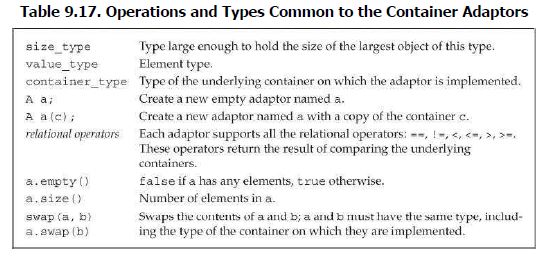 Table 9.17. Operations and Types Common to the Container Adaptors
size_type Type large enough to hold the size of the largest object of this type.
value_type Element type.
container_type Type of the underlying container on which the adaptor is implemented.
A a; Create a new empty adaptor named a.
A a(c); Create a new adaptor named a with a copy of the container c.
relational operators Each adaptor supports all the relational operators: ==, !=, <, <=, >, >=.
These operators return the result of comparing the underlying
containers.
a.empty() false if a has any elements, true otherwise.
a.size() Number of elements in a.
swap(a, b) Swaps the contents of a and b; a and b must have the same type, includ-
a.swap(b) ing the type of the container on which they are implemented.